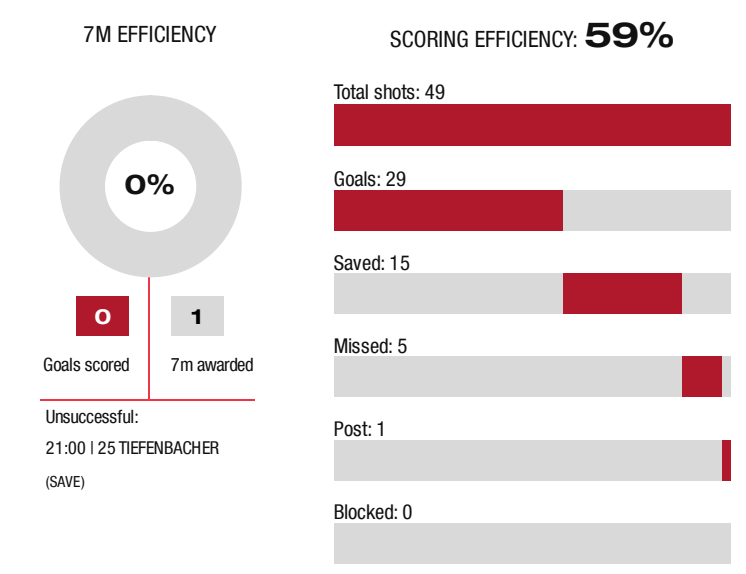 7M EFFICIENCY
0%
0
1
Goals scored
7m awarded
Unsuccessful:
21:00 | 25 TIEFENBACHER
(SAVE)
SCORING EFFICIENCY: 59%
Total shots: 49
Goals: 29
Saved: 15
Missed: 5
Post: 1
Blocked: 0